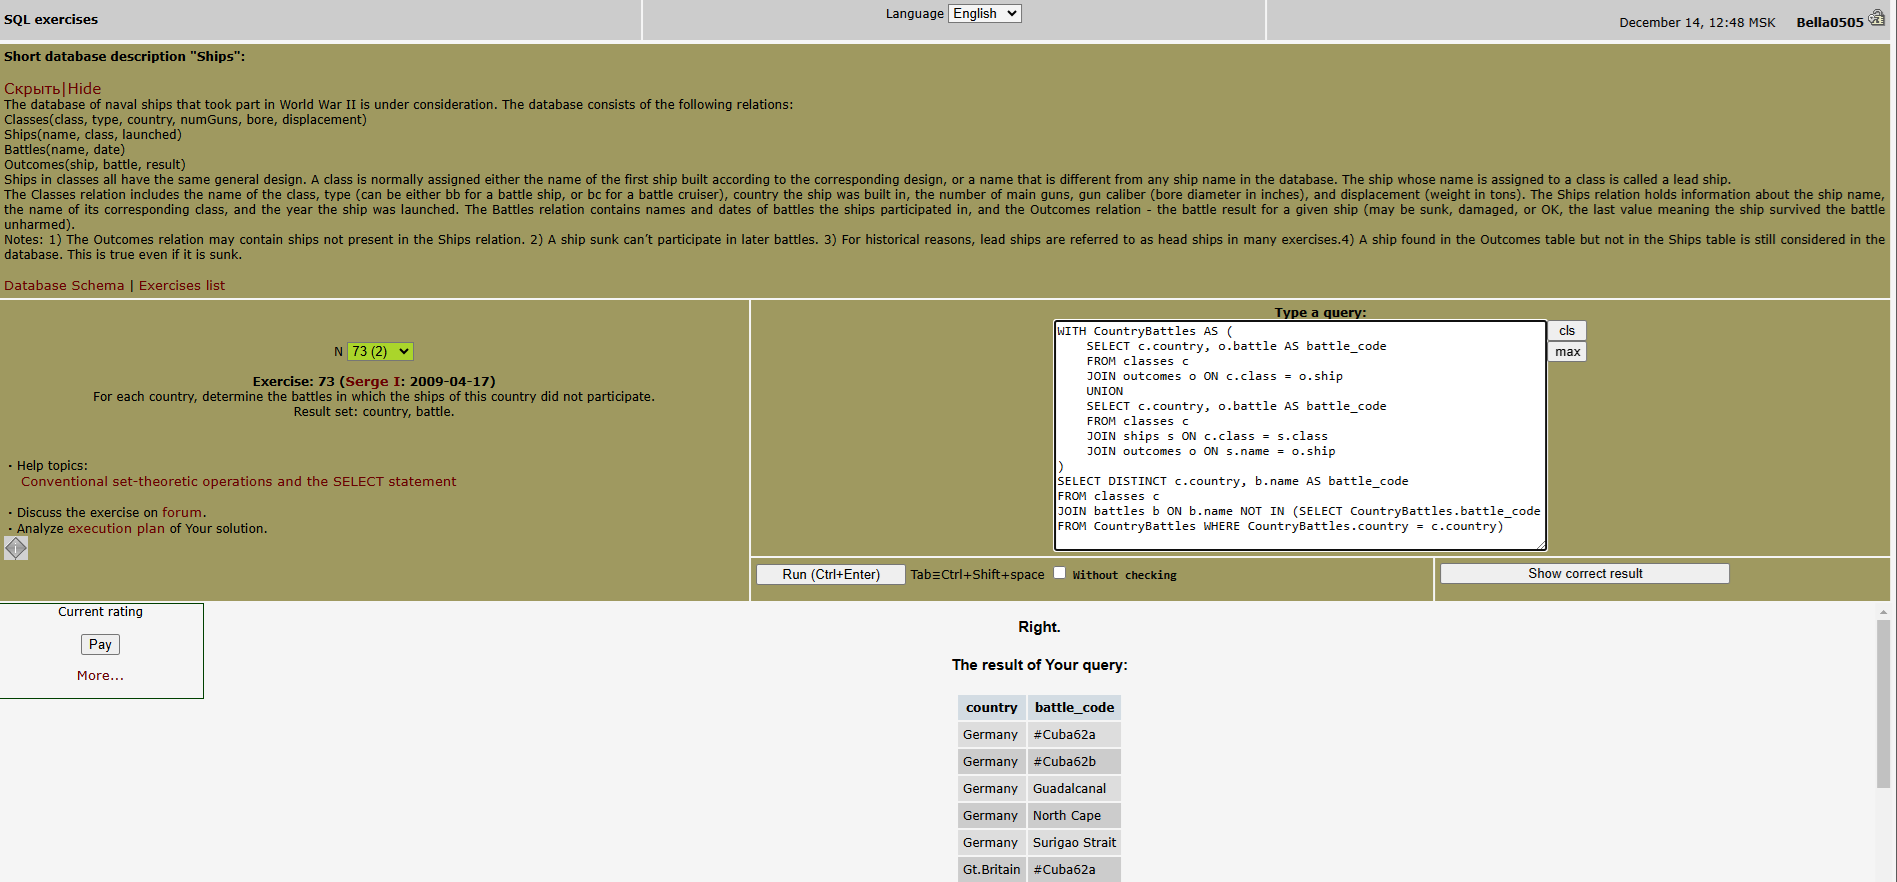 SQL exercises
Language English
December 14, 12:48 MSK Bella0505
Short database description "Ships":
Скрыть|Hide
The database of naval ships that took part in World War II is under consideration. The database consists of the following relations:
Classes(class, type, country, numGuns, bore, displacement)
Ships(name, class, launched)
Battles(name, date)
Outcomes(ship, battle, result)
Ships in classes all have the same general design. A class is normally assigned either the name of the first ship built according to the corresponding design, or a name that is different from any ship name in the database. The ship whose name is assigned to a class is called a lead ship.
The Classes relation includes the name of the class, type (can be either bb for a battle ship, or bc for a battle cruiser), country the ship was built in, the number of main guns, gun caliber (bore diameter in inches), and displacement (weight in tons). The Ships relation holds information about the ship name,
the name of its corresponding class, and the year the ship was launched. The Battles relation contains names and dates of battles the ships participated in, and the Outcomes relation - the battle result for a given ship (may be sunk, damaged, or OK, the last value meaning the ship survived the battle
unharmed).
Notes: 1) The Outcomes relation may contain ships not present in the Ships relation. 2) A ship sunk can't participate in later battles. 3) For historical reasons, lead ships are referred to as head ships in many exercises.4) A ship found in the Outcomes table but not in the Ships table is still considered in the
database. This is true even if it is sunk.
Database Schema | Exercises list
N 73 (2)
Exercise: 73 (Serge I: 2009-04-17)
For each country, determine the battles in which the ships of this country did not participate.
Result set: country, battle.
· Help topics:
Conventional set-theoretic operations and the SELECT statement
· Discuss the exercise on forum.
· Analyze execution plan of Your solution.
Type a query:
WITH CountryBattles AS (
SELECT c.country, o.battle AS battle_code
FROM classes c
JOIN outcomes o ON c.class = o.ship
UNION
SELECT c.country, o.battle AS battle_code
FROM classes c
JOIN ships s ON c.class = s.class
JOIN outcomes o ON s.name = o.ship
)
SELECT DISTINCT c.country, b.name AS battle_code
FROM classes c
JOIN battles b ON b.name NOT IN (SELECT CountryBattles.battle_code
FROM CountryBattles WHERE CountryBattles.country = c.country)
cls
max
Run (Ctrl+Enter) Tab≡Ctrl+Shift+space Without checking
Show correct result
Current rating
Pay
More...
Right.
The result of Your query:
country battle_code
Germany #Cuba62a
Germany #Cuba62b
Germany Guadalcanal
Germany North Cape
Germany Surigao Strait
Gt.Britain #Cuba62a